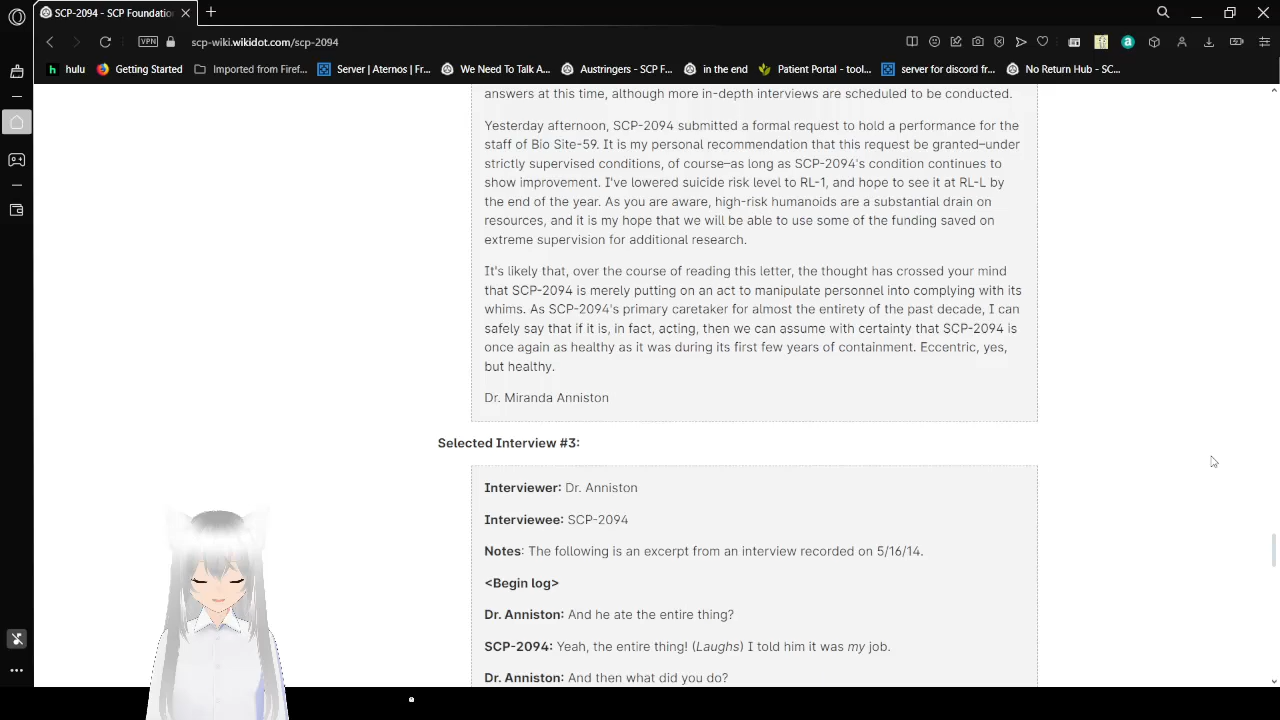 SCP-2094 - SCP Foundatio
VPN
scp-wiki.wikidot.com/scp-2094
a
h hulu
Getting Started
Imported from Firef...
Server | Aternos | Fr...
We Need To Talk A...
Austringers - SCP F...
in the end
Patient Portal - tool...
server for discord fr...
No Return Hub - SC...
answers at this time, although more in-depth interviews are scheduled to be conducted.
Yesterday afternoon, SCP-2094 submitted a formal request to hold a performance for the
staff of Bio Site-59. It is my personal recommendation that this request be granted–under
strictly supervised conditions, of course–as long as SCP-2094's condition continues to
show improvement. I've lowered suicide risk level to RL-1, and hope to see it at RL-L by
the end of the year. As you are aware, high-risk humanoids are a substantial drain on
resources, and it is my hope that we will be able to use some of the funding saved on
extreme supervision for additional research.
It's likely that, over the course of reading this letter, the thought has crossed your mind
that SCP-2094 is merely putting on an act to manipulate personnel into complying with its
whims. As SCP-2094's primary caretaker for almost the entirety of the past decade, I can
safely say that if it is, in fact, acting, then we can assume with certainty that SCP-2094 is
once again as healthy as it was during its first few years of containment. Eccentric, yes,
but healthy.
Dr. Miranda Anniston
Selected Interview #3:
Interviewer: Dr. Anniston
Interviewee: SCP-2094
Notes: The following is an excerpt from an interview recorded on 5/16/14.
<Begin log>
Dr. Anniston: And he ate the entire thing?
SCP-2094: Yeah, the entire thing! (Laughs) I told him it was my job.
Dr. Anniston: And then what did you do?